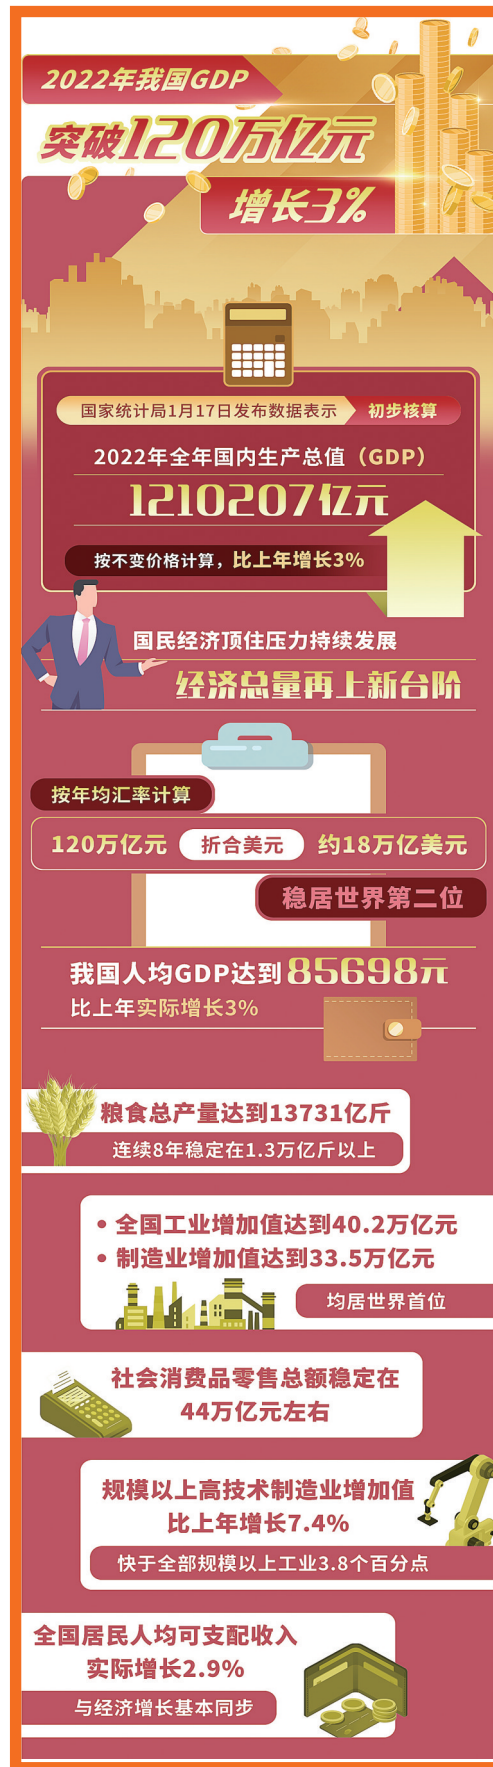 2022年我国GDP
突破120万亿元
增长3%
国家统计局1月17日发布数据表示 初步核算
2022年全年国内生产总值（GDP）
1210207亿元
按不变价格计算，比上年增长3%
国民经济顶住压力持续发展
经济总量再上新台阶
按年均汇率计算
120万亿元 折合美元 约18万亿美元
稳居世界第二位
我国人均GDP达到85698元
比上年实际增长3%
粮食总产量达到13731亿斤
连续8年稳定在1.3万亿斤以上
• 全国工业增加值达到40.2万亿元
• 制造业增加值达到33.5万亿元
均居世界首位
社会消费品零售总额稳定在
44万亿元左右
规模以上高技术制造业增加值
比上年增长7.4%
快于全部规模以上工业3.8个百分点
全国居民人均可支配收入
实际增长2.9%
与经济增长基本同步